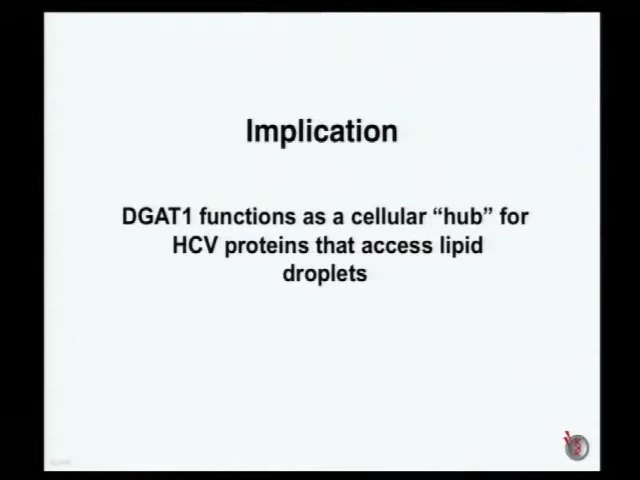 Implication
DGAT1 functions as a cellular “hub” for
HCV proteins that access lipid
droplets